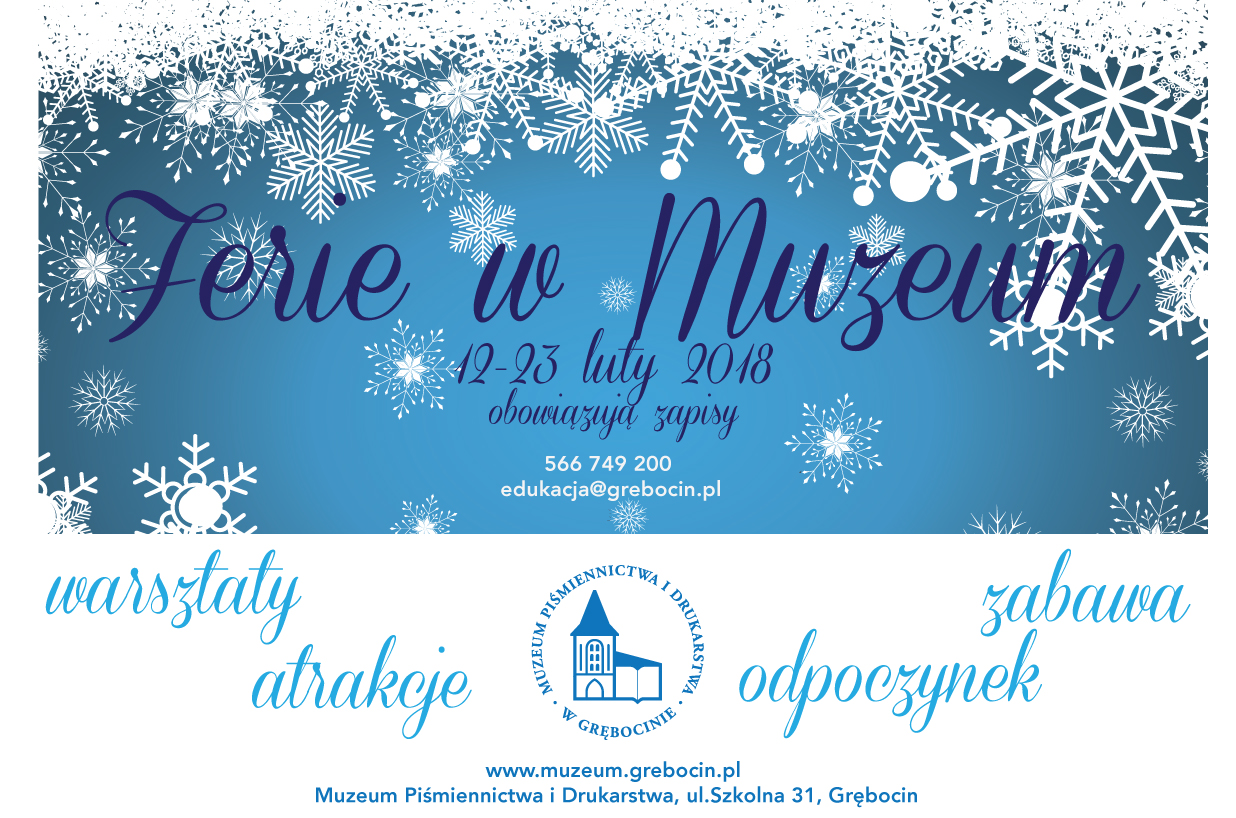 Ferie w Muzeum
12-23 luty 2018
obowiązują zapisy
566 749 200
edukacja@grebocin.pl
warsztaty
atrakcje
MUZEUM PIŚMIENNICTWA I DRUKARSTWA
• W GRĘBOCINIE •
zabawa
odpoczynek
www.muzeum.grebocin.pl
Muzeum Piśmiennictwa i Drukarstwa, ul.Szkolna 31, Grębocin